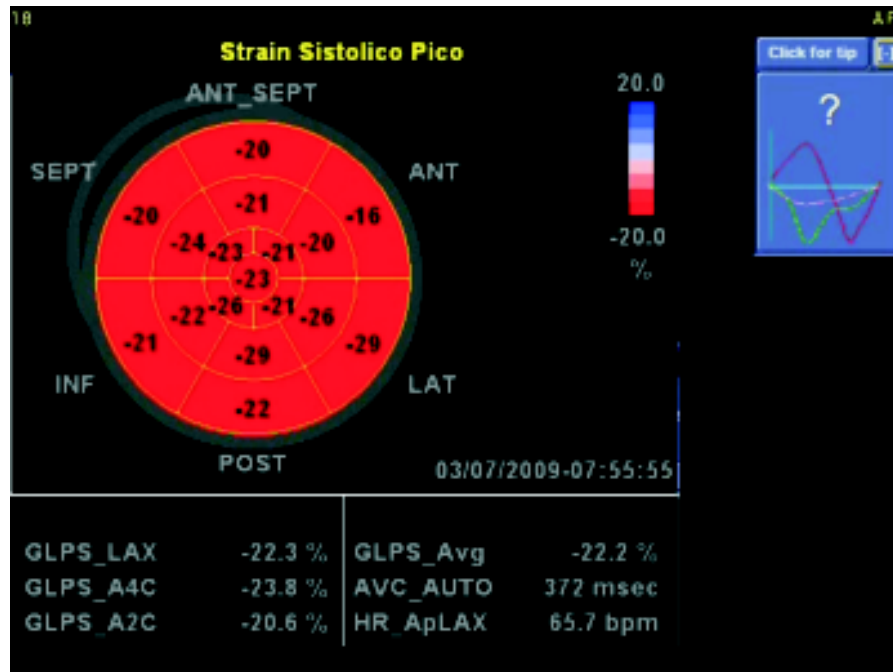 18
AP
Strain Sistolico Pico
Click for tip
[-]
?
ANT_SEPT
20.0
SEPT
ANT
-20
-20
-21
-16
-24
-23
-21
-20
-23
-20.0
%
-22
-26
-21
-26
-21
-29
-29
INF
LAT
-22
POST
03/07/2009-07:55:55
GLPS_LAX -22.3 %
GLPS_Avg -22.2 %
GLPS_A4C -23.8 %
AVC_AUTO 372 msec
GLPS_A2C -20.6 %
HR_ApLAX 65.7 bpm